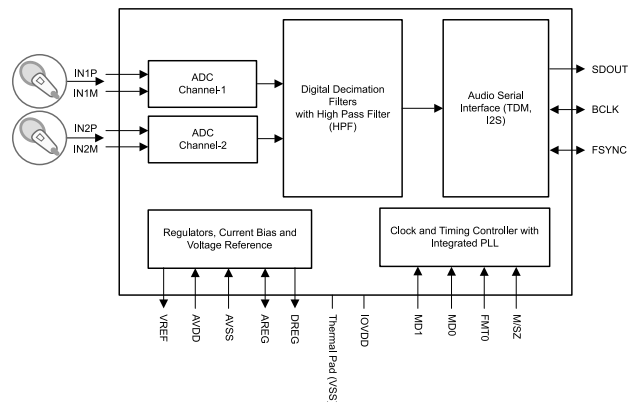 IN1P
IN1M
IN2P
IN2M
ADC
Channel-1
ADC
Channel-2
Digital Decimation
Filters
with High Pass Filter
(HPF)
Audio Serial
Interface (TDM,
I2S)
SDOUT
BCLK
FSYNC
Regulators, Current Bias and
Voltage Reference
Clock and Timing Controller with
Integrated PLL
VREF
AVDD
AVSS
AREG
DREG
Thermal Pad (VSS
IOVDD
MD1
MD0
FMT0
M/SZ